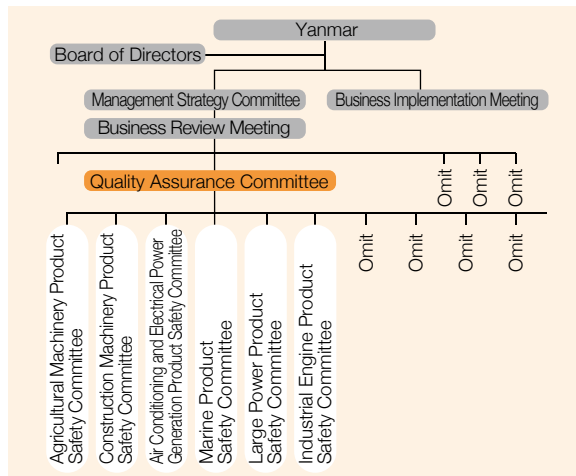 Yanmar
Board of Directors
Management Strategy Committee
Business Implementation Meeting
Business Review Meeting
Quality Assurance Committee
Omit
Omit
Omit
Agricultural Machinery Product
Safety Committee
Construction Machinery Product
Safety Committee
Air Conditioning and Electrical Power
Generation Product Safety Committee
Marine Product
Safety Committee
Large Power Product
Safety Committee
Industrial Engine Product
Safety Committee
Omit
Omit
Omit
Omit